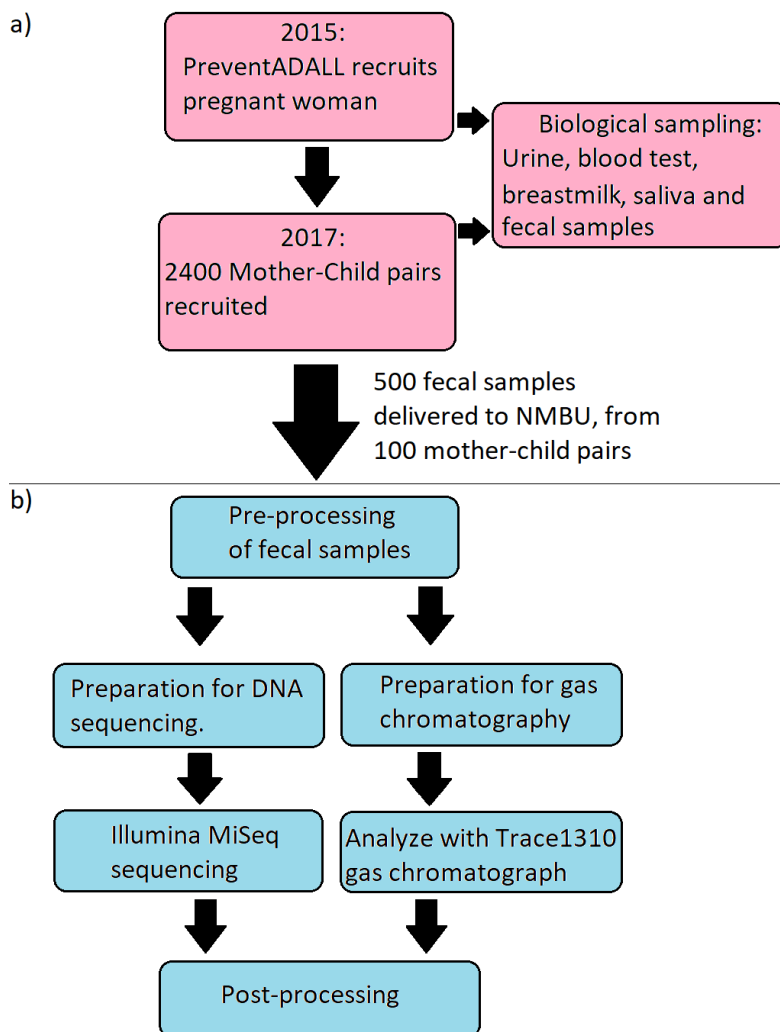 a)
2015:
PreventADALL recruits
pregnant woman
Biological sampling:
Urine, blood test,
breastmilk, saliva and
fecal samples
2017:
2400 Mother-Child pairs
recruited
500 fecal samples
delivered to NMBU, from
100 mother-child pairs
b)
Pre-processing
of fecal samples
Preparation for DNA
sequencing.
Preparation for gas
chromatography
Illumina MiSeq
sequencing
Analyze with Trace1310
gas chromatograph
Post-processing